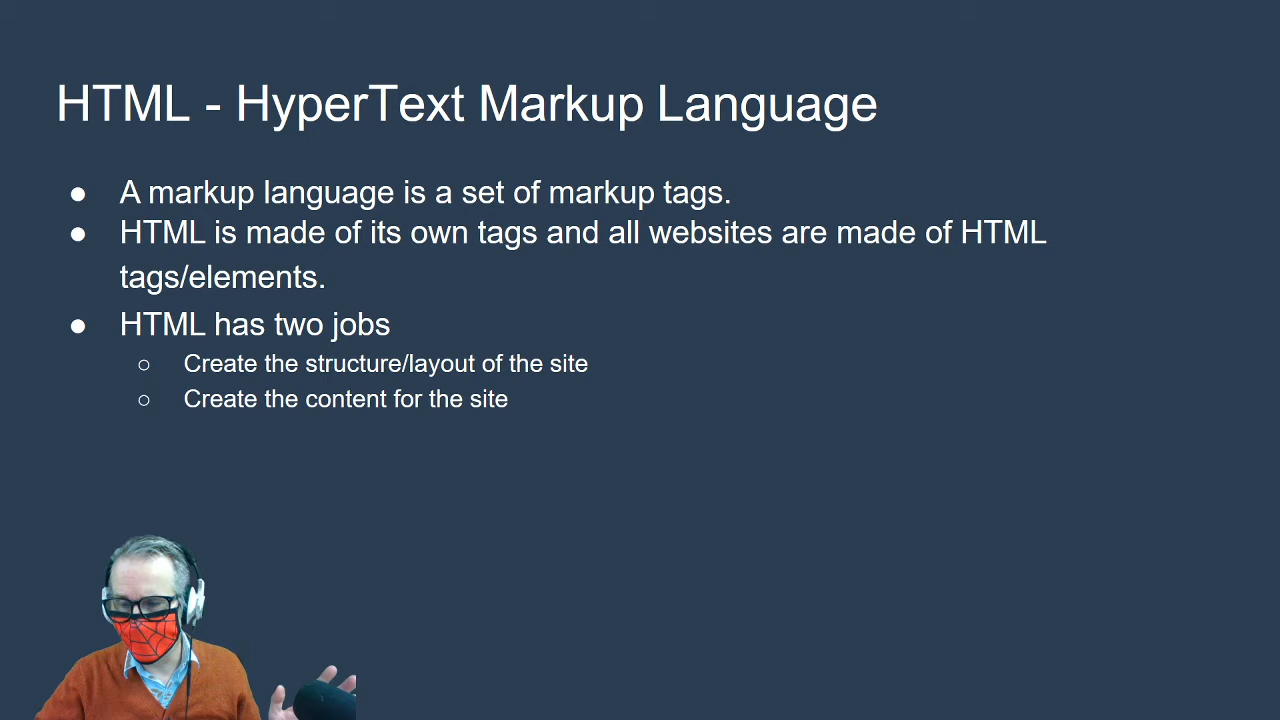 HTML - HyperText Markup Language
● A markup language is a set of markup tags.
● HTML is made of its own tags and all websites are made of HTML
tags/elements.
● HTML has two jobs
○ Create the structure/layout of the site
○ Create the content for the site